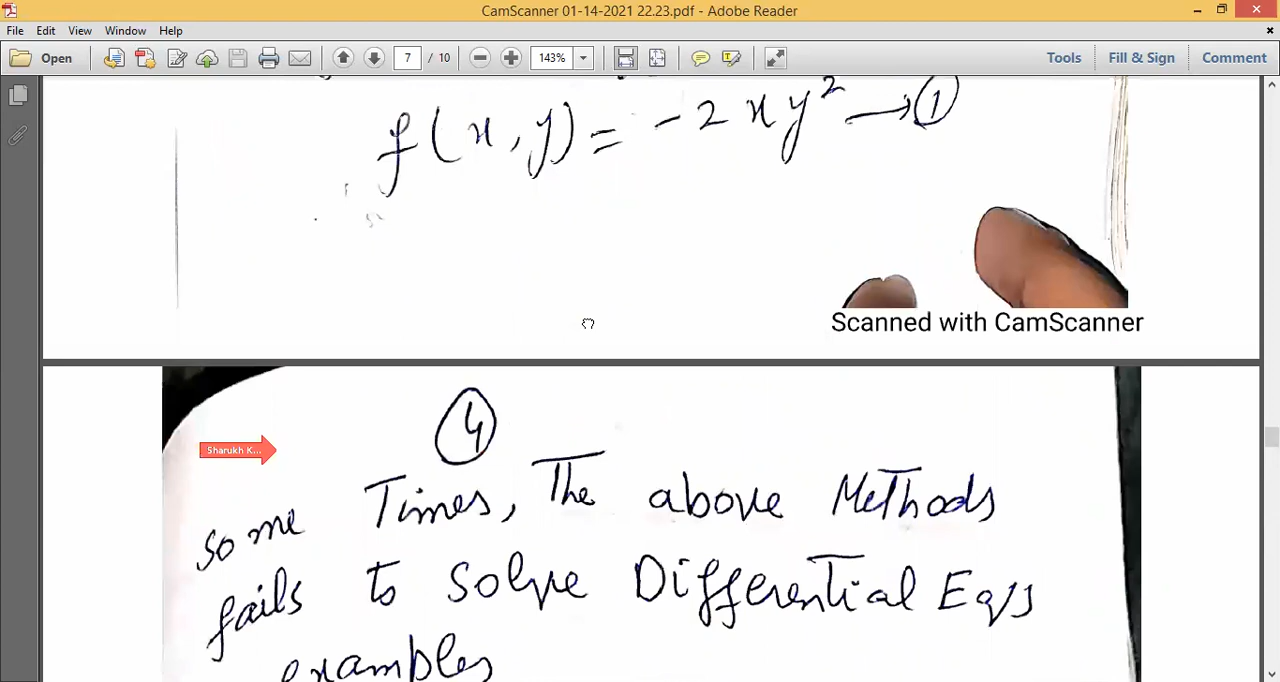 CamScanner 01-14-2021 22.23.pdf - Adobe Reader
File Edit View Window Help
Open 7 / 10 143% Tools Fill & Sign Comment
f(x,y) = -2xy² → ①
Scanned with CamScanner
④
Sharukh K...
Some Times, The above Methods
fails to solve Differential Eqs
examples